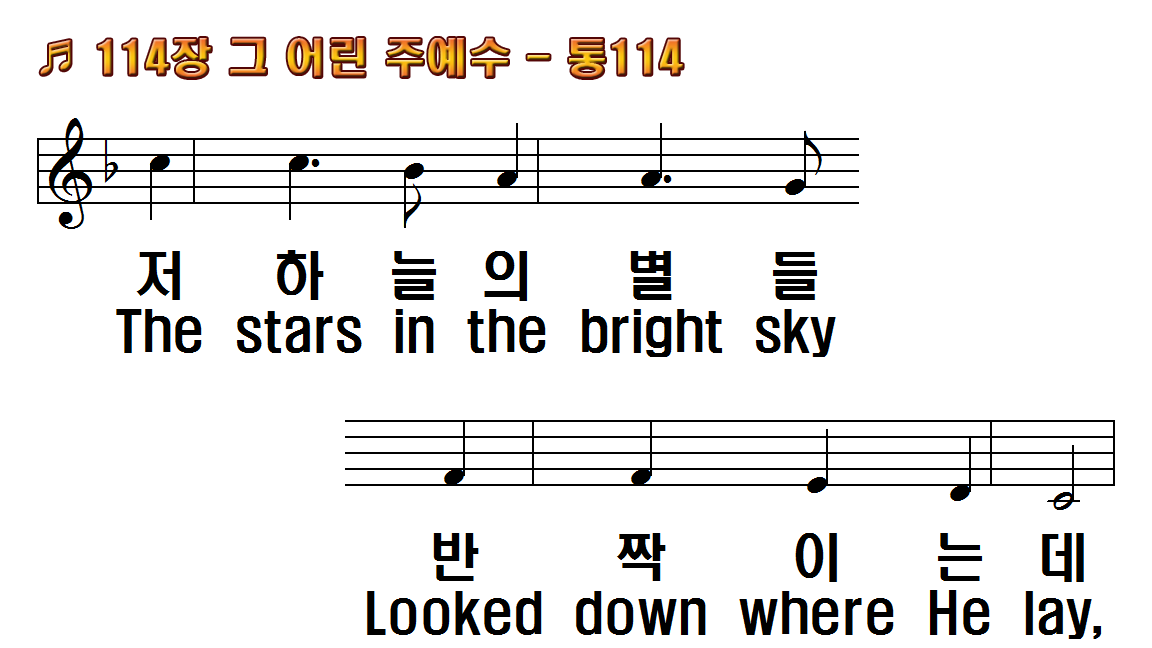 ♬ 114장 그 어린 주예수 - 통114
저 하 늘 의 별 들
The stars in the bright sky
반 짝 이 는 데
Looked down where He lay,